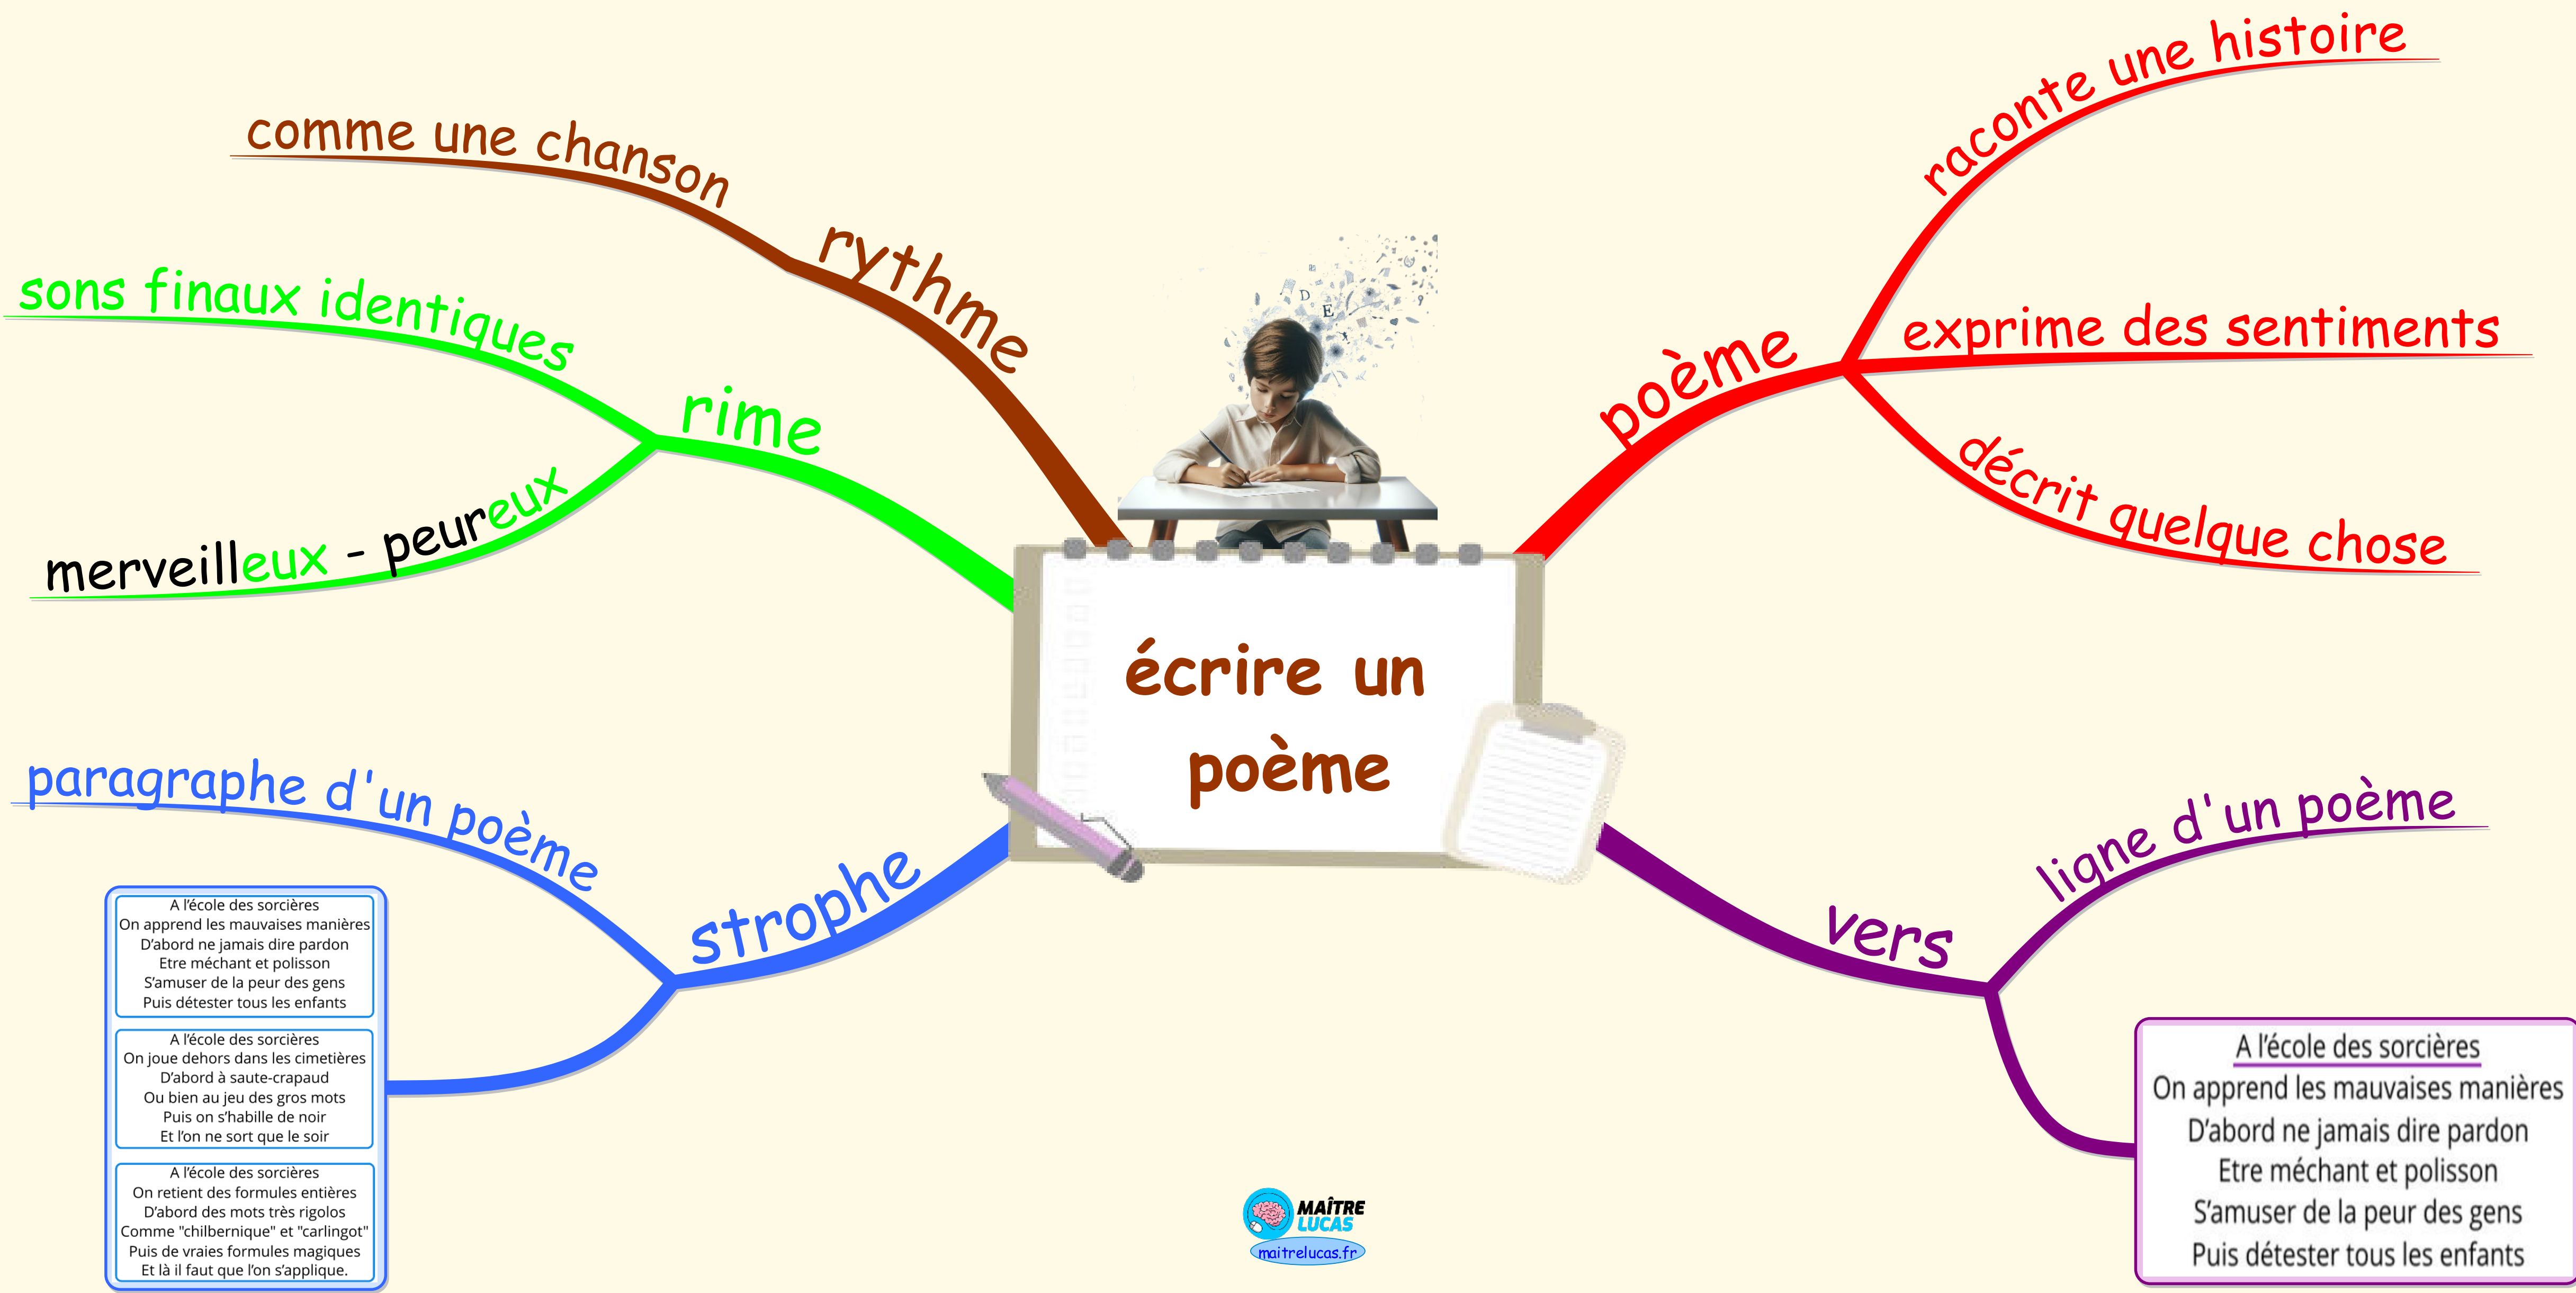 écrire un
poème
poème
raconte une histoire
exprime des sentiments
décrit quelque chose
vers
ligne d'un poème
A l'école des sorcières
On apprend les mauvaises manières
D'abord ne jamais dire pardon
Etre méchant et polisson
S'amuser de la peur des gens
Puis détester tous les enfants
rythme
comme une chanson
rime
sons finaux identiques
merveilleux - peureux
strophe
paragraphe d'un poème
A l'école des sorcières
On apprend les mauvaises manières
D'abord ne jamais dire pardon
Etre méchant et polisson
S'amuser de la peur des gens
Puis détester tous les enfants
A l'école des sorcières
On joue dehors dans les cimetières
D'abord à saute-crapaud
Ou bien au jeu des gros mots
Puis on s'habille de noir
Et l'on ne sort que le soir
A l'école des sorcières
On retient des formules entières
D'abord des mots très rigolos
Comme "chilbernique" et "carlingot"
Puis de vraies formules magiques
Et là il faut que l'on s'applique.
D
E
MAÎTRE
LUCAS
maitrelucas.fr